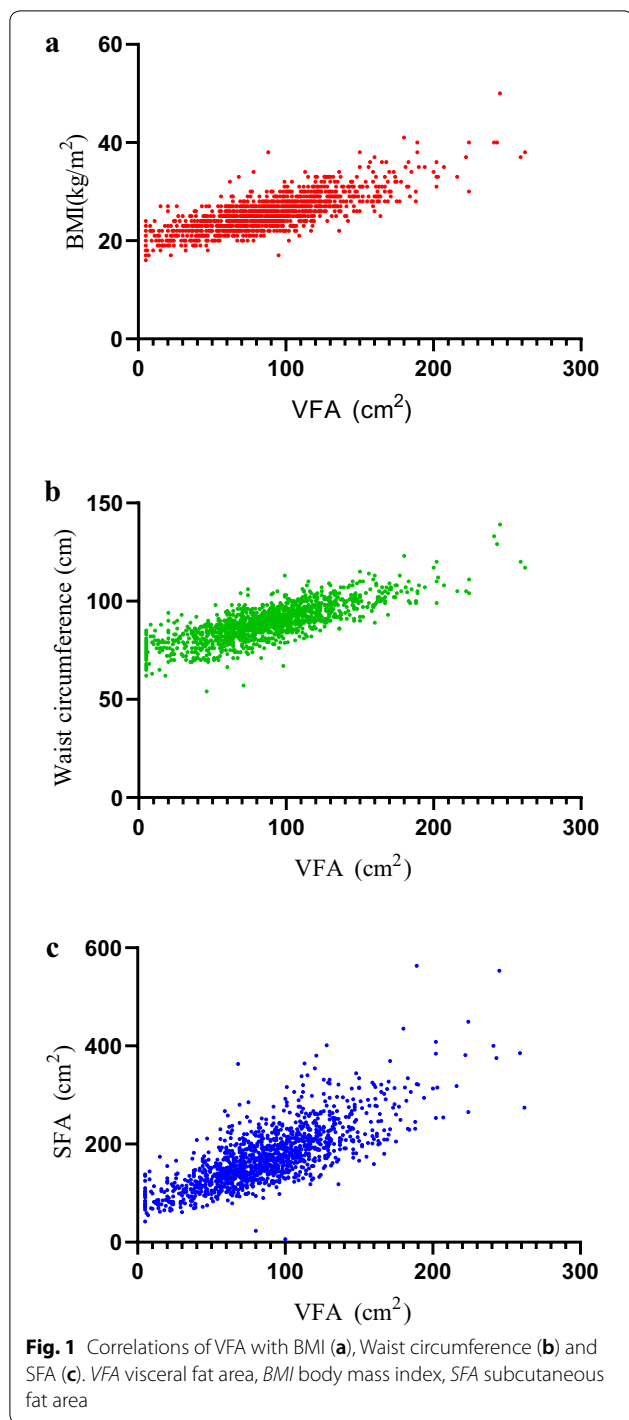 a
60
40
20
0
BMI(kg/m²)
0 100 200 300
VFA (cm²)
b
150
100
50
0
Waist circumference (cm)
0 100 200 300
VFA (cm²)
c
600
400
200
0
SFA (cm²)
0 100 200 300
VFA (cm²)
Fig. 1 Correlations of VFA with BMI (a), Waist circumference (b) and
SFA (c). VFA visceral fat area, BMI body mass index, SFA subcutaneous
fat area